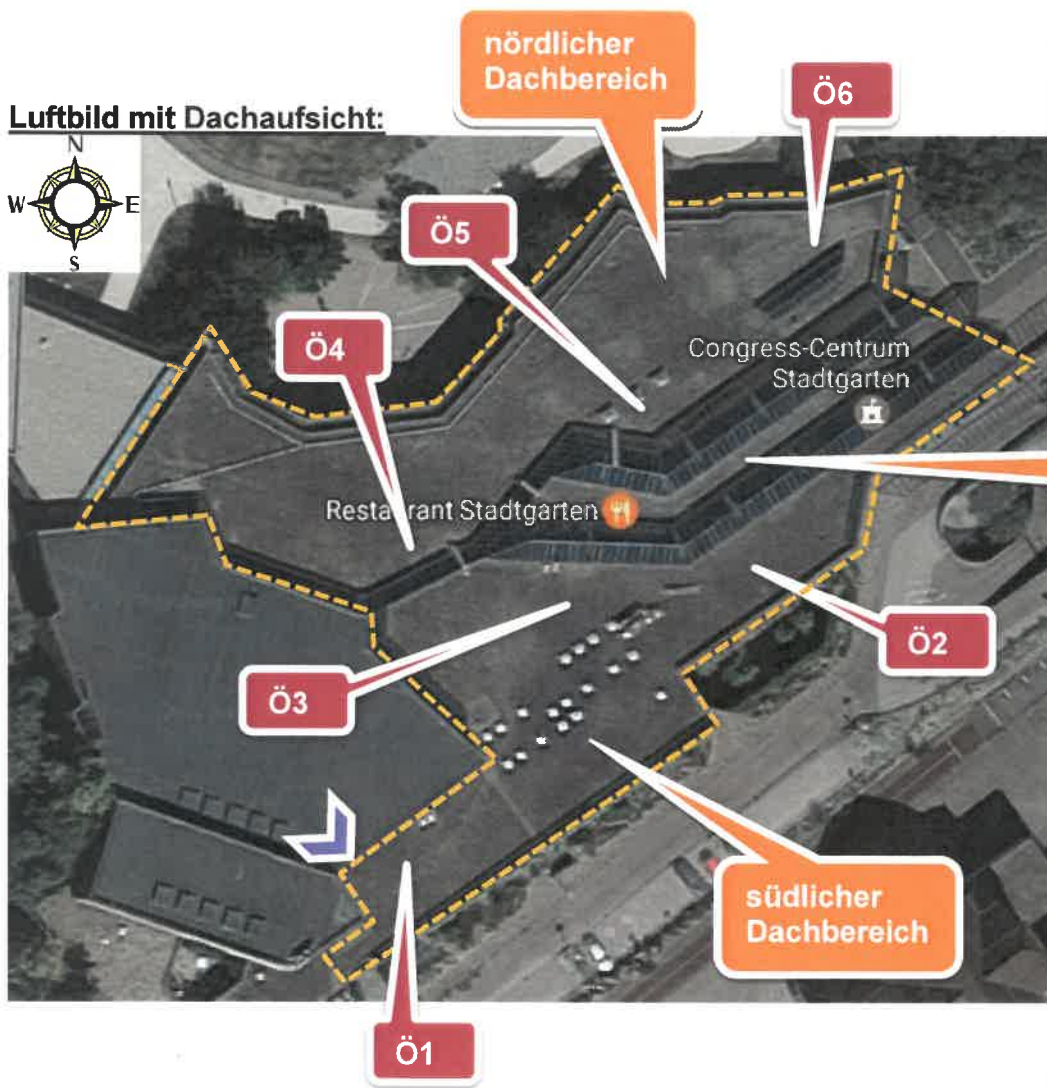 nördlicher
Dachbereich
Ö6
Luftbild mit Dachaufsicht:
N
W
E
S
Ö5
Ö4
Congress-Centrum
Stadtgarten
Restaurant Stadtgarten
Ö2
Ö3
südlicher
Dachbereich
Ö1